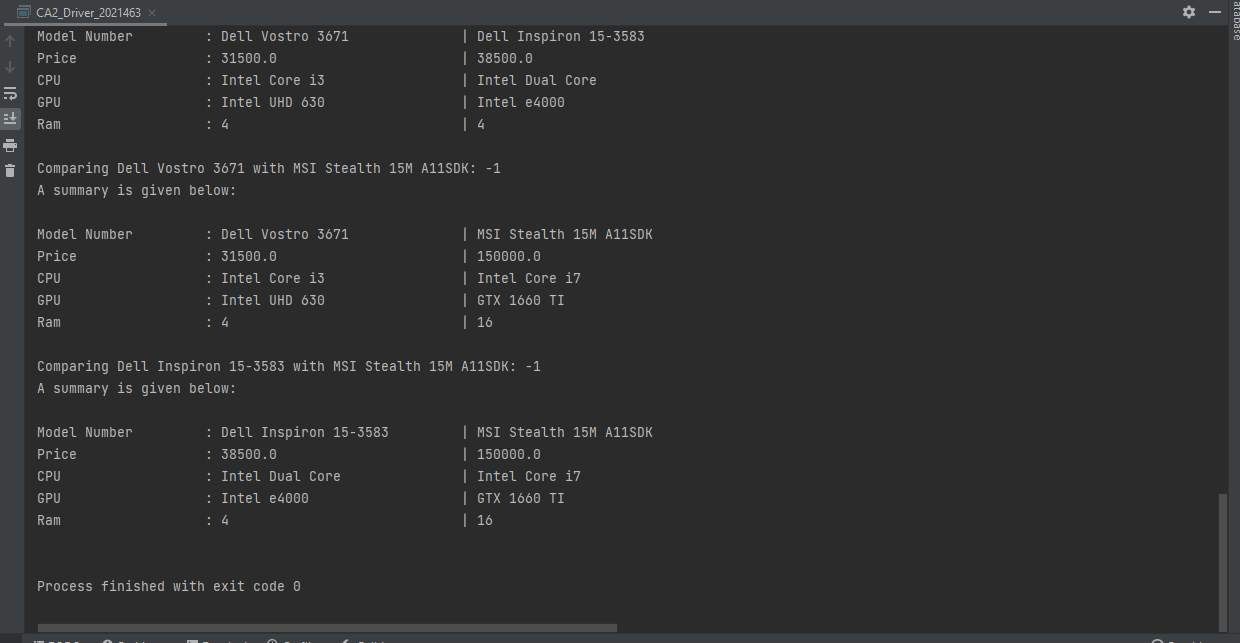 CA2_Driver_2021463
Model Number : Dell Vostro 3671 | Dell Inspiron 15-3583
Price : 31500.0 | 38500.0
CPU : Intel Core i3 | Intel Dual Core
GPU : Intel UHD 630 | Intel e4000
Ram : 4 | 4
Comparing Dell Vostro 3671 with MSI Stealth 15M A11SDK: -1
A summary is given below:
Model Number : Dell Vostro 3671 | MSI Stealth 15M A11SDK
Price : 31500.0 | 150000.0
CPU : Intel Core i3 | Intel Core i7
GPU : Intel UHD 630 | GTX 1660 TI
Ram : 4 | 16
Comparing Dell Inspiron 15-3583 with MSI Stealth 15M A11SDK: -1
A summary is given below:
Model Number : Dell Inspiron 15-3583 | MSI Stealth 15M A11SDK
Price : 38500.0 | 150000.0
CPU : Intel Dual Core | Intel Core i7
GPU : Intel e4000 | GTX 1660 TI
Ram : 4 | 16
Process finished with exit code 0